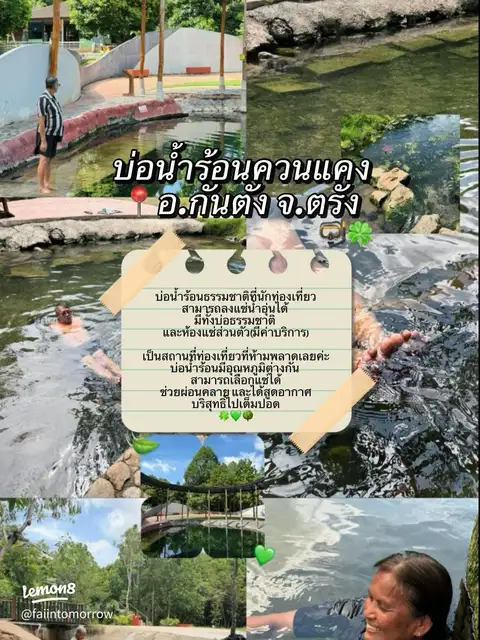 บ่อน้ำร้อนควนแคง
อ.กันตัง จ.ตรัง
บ่อน้ำร้อนธรรมชาติที่นักท่องเที่ยว
สามารถลงแช่น้ำอุ่นได้
มีทั้งบ่อธรรมชาติ
และห้องแช่ส่วนตัว(มีค่าบริการ)
เป็นสถานที่ท่องเที่ยวที่ห้ามพลาดเลยค่ะ
บ่อน้ำร้อนมีอุณหภูมิต่างกัน
สามารถเลือกแช่ได้
ช่วยผ่อนคลาย และได้สูดอากาศ
บริสุทธิ์ไปเต็มปอด
lemon8
@faiintomorrow